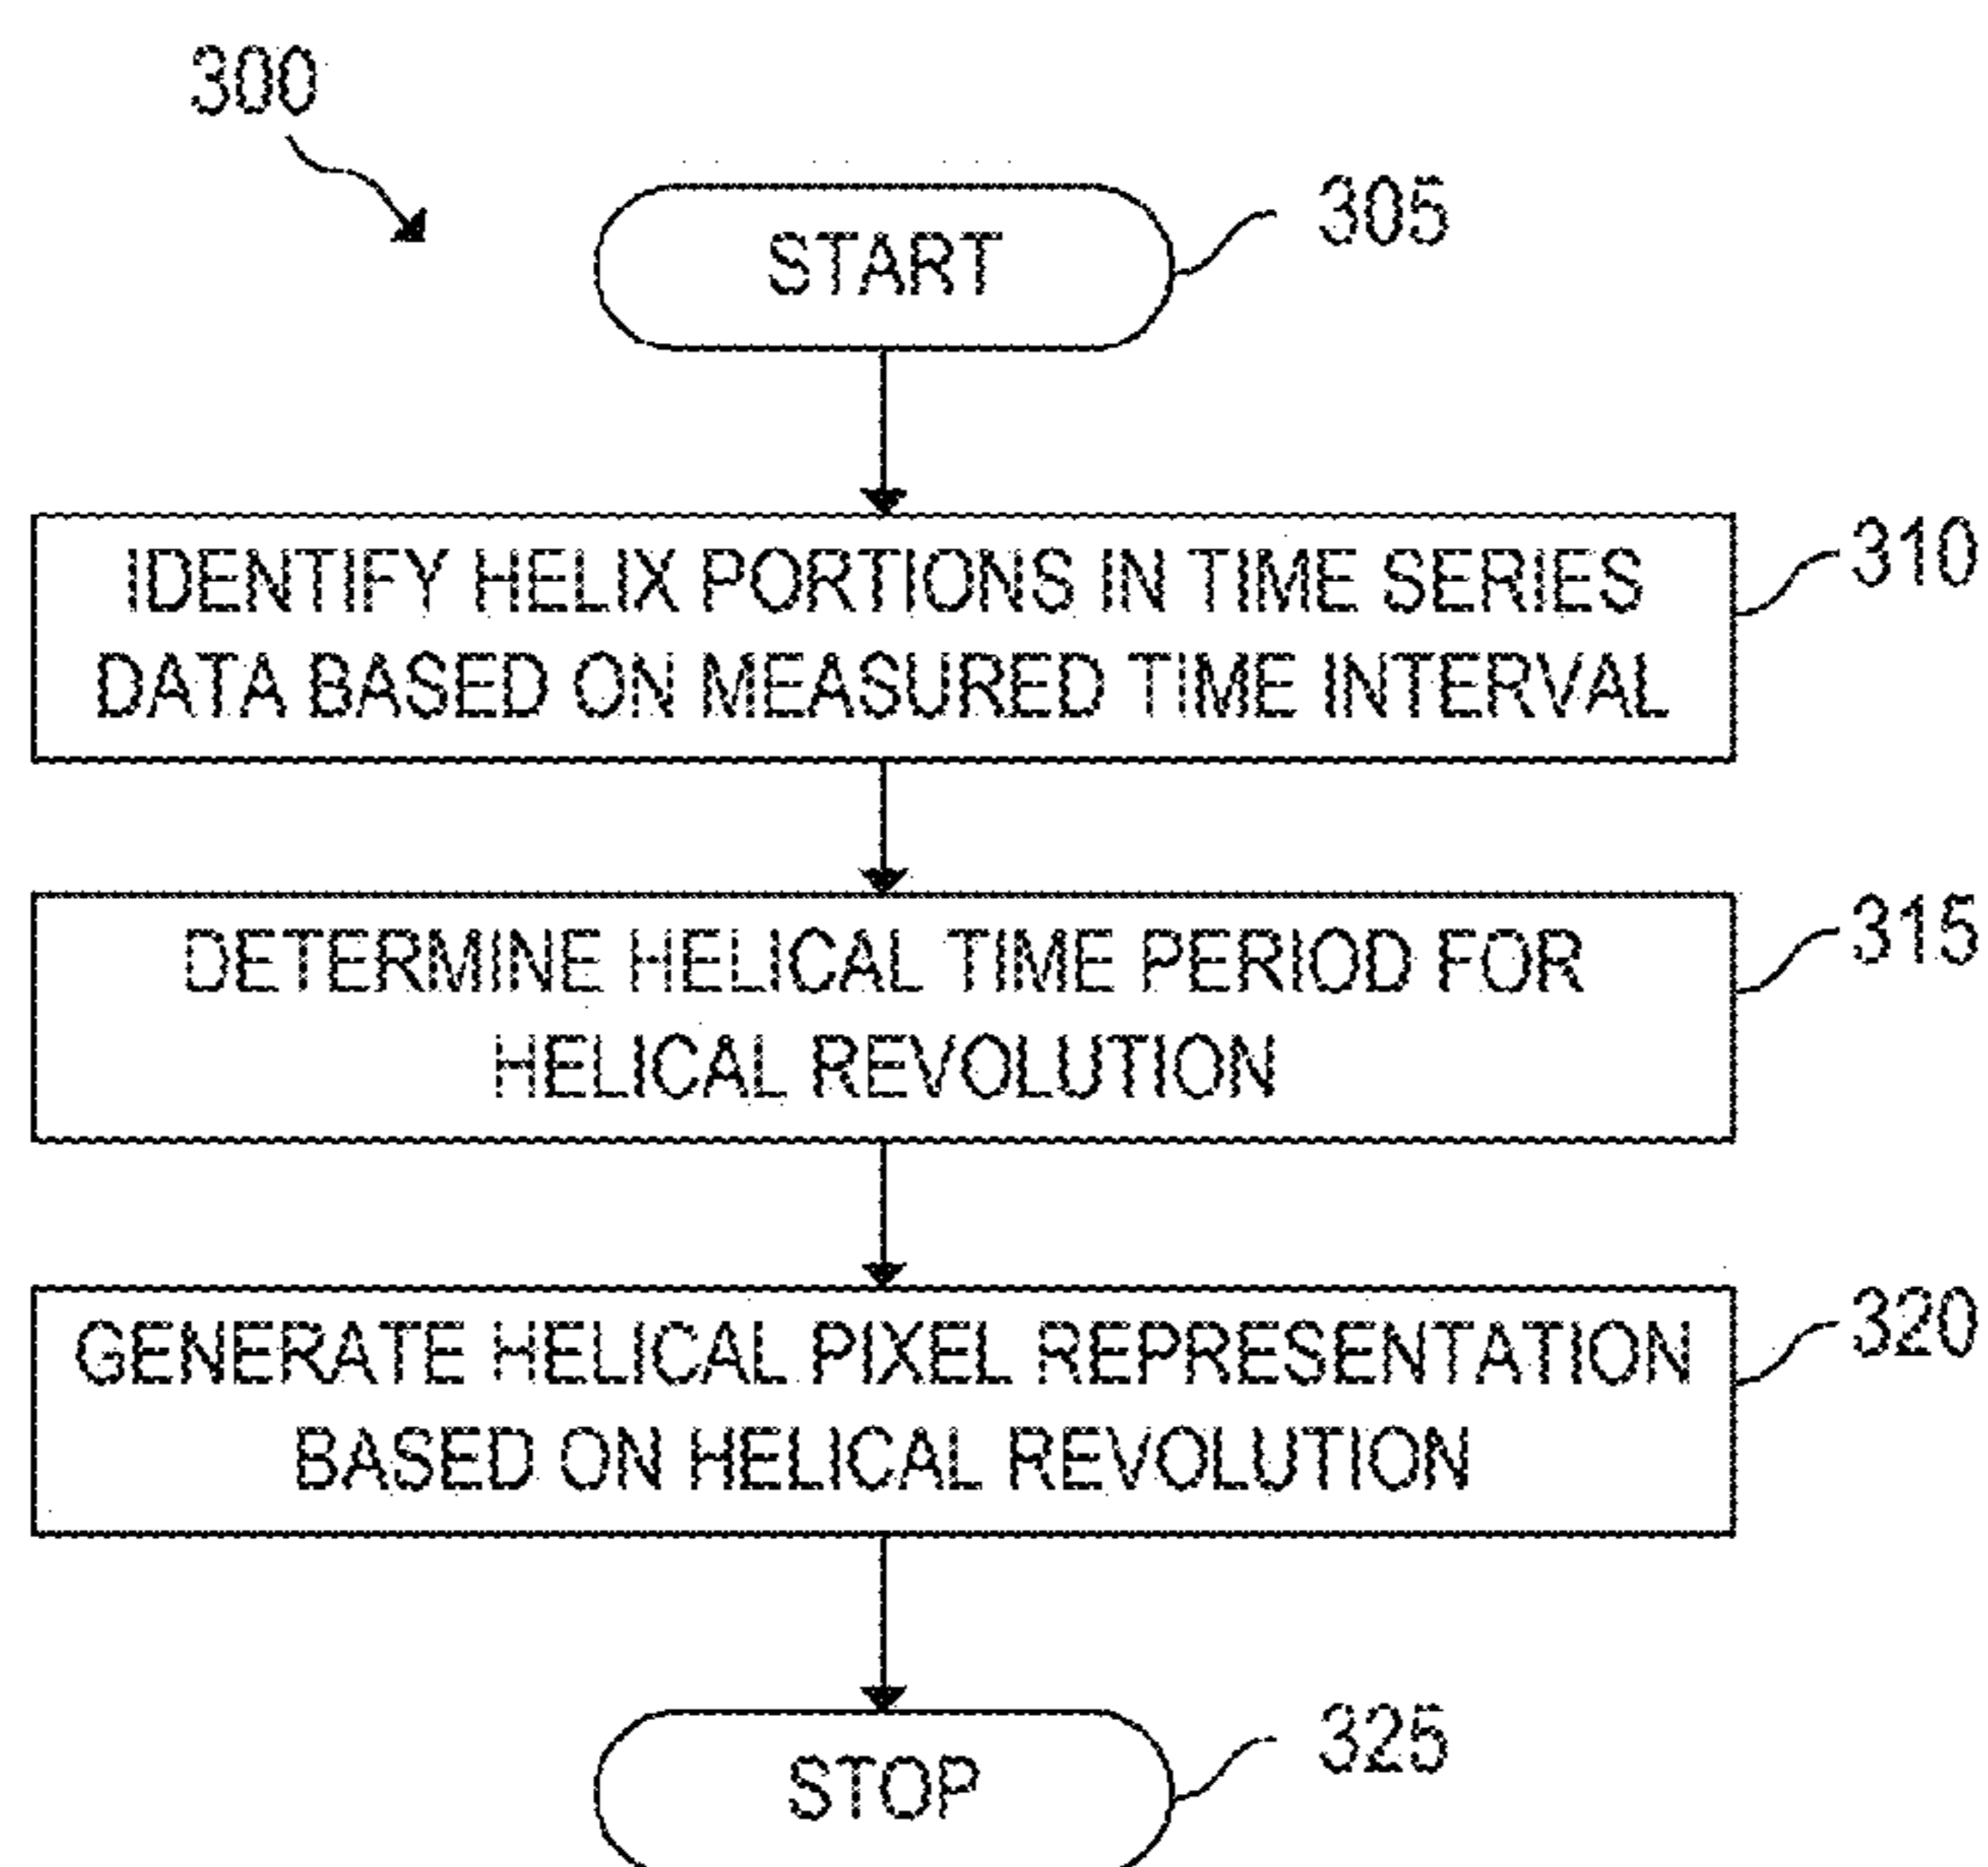 300
START
305
IDENTIFY HELIX PORTIONS IN TIME SERIES
DATA BASED ON MEASURED TIME INTERVAL
310
DETERMINE HELICAL TIME PERIOD FOR
HELICAL REVOLUTION
315
GENERATE HELICAL PIXEL REPRESENTATION
BASED ON HELICAL REVOLUTION
320
STOP
325